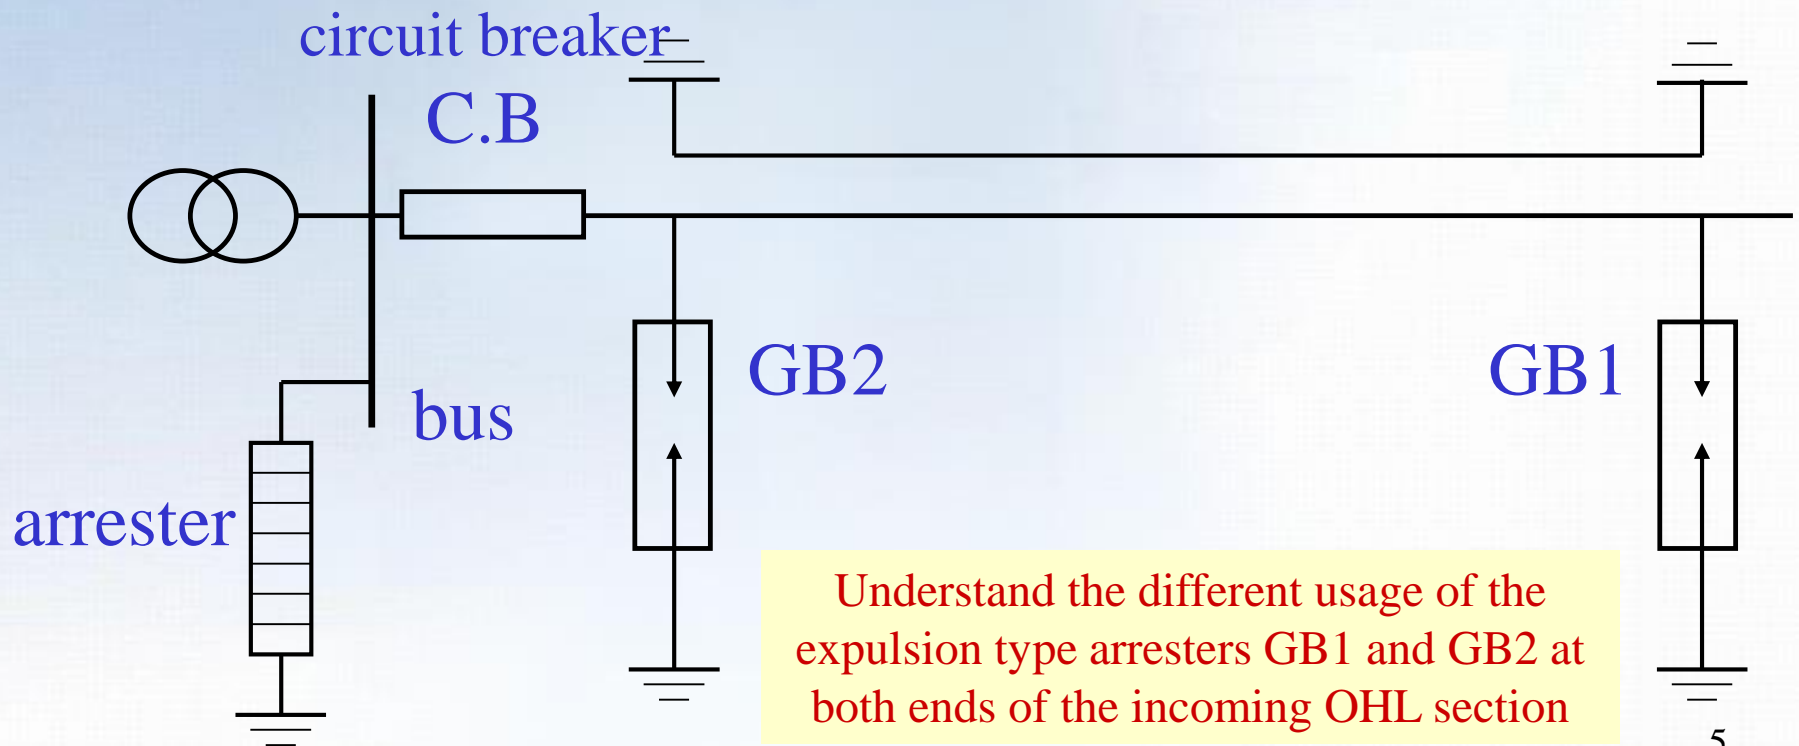 circuit breaker
C.B
GB2
GB1
bus
arrester
Understand the different usage of the
expulsion type arresters GB1 and GB2 at
both ends of the incoming OHL section
5